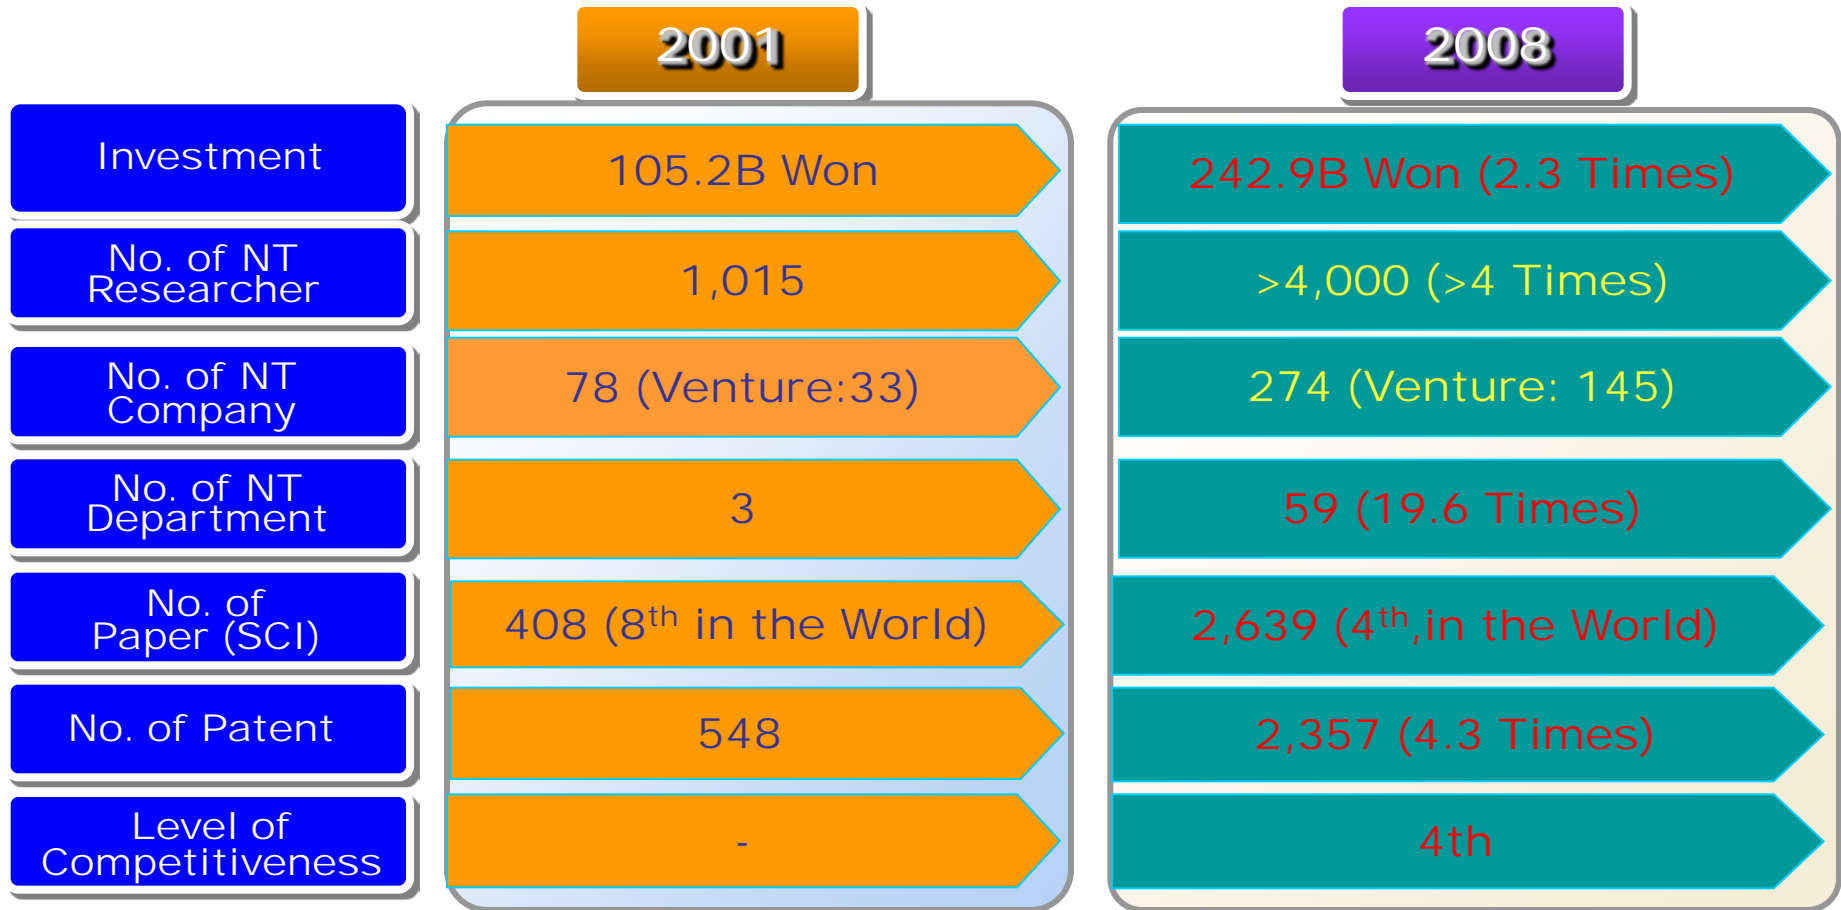 2001
2008
Investment
105.2B Won
242.9B Won (2.3 Times)
No. of NT
Researcher
1,015
>4,000 (>4 Times)
No. of NT
Company
78 (Venture:33)
274 (Venture: 145)
No. of NT
Department
3
59 (19.6 Times)
No. of
Paper (SCI)
408 (8th in the World)
2,639 (4th,in the World)
No. of Patent
548
2,357 (4.3 Times)
Level of
Competitiveness
-
4th